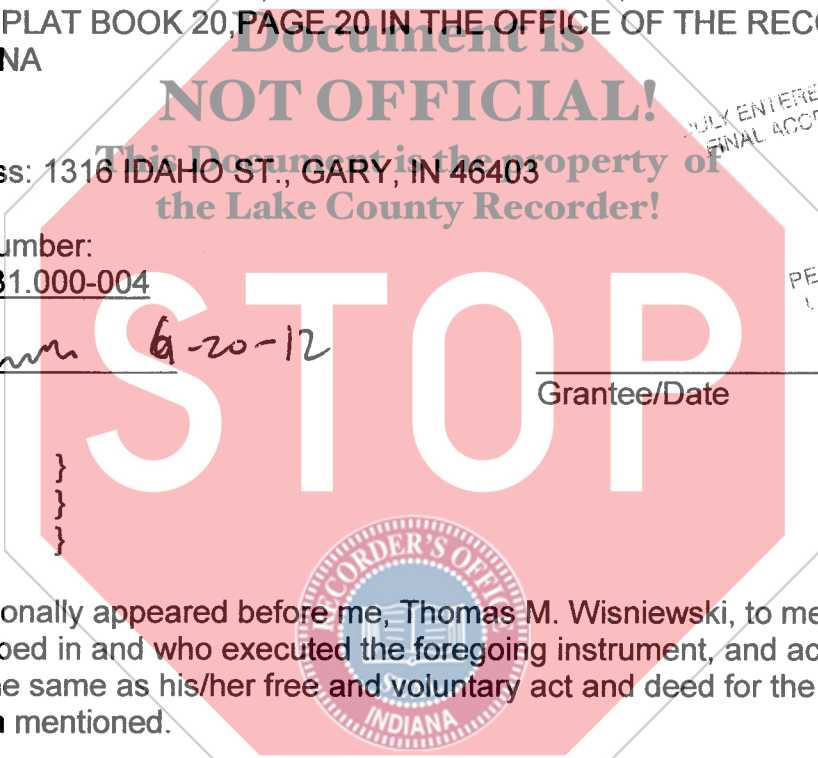 PLAT BOOK 20, PAGE 20 IN THE OFFICE OF THE RECO
NA
Document is
NOT OFFICIAL!
This Document is the property of
the Lake County Recorder!
ENTERE
FINAL ACC
ss: 1316 IDAHO ST., GARY, IN 46403
umber:
31.000-004
PE
6-20-12
Grantee/Date
STOP
}
}
}
RECORDER'S OFFICE
INDIANA
onally appeared before me, Thomas M. Wisniewski, to me
bed in and who executed the foregoing instrument, and ac
e same as his/her free and voluntary act and deed for the
mentioned.